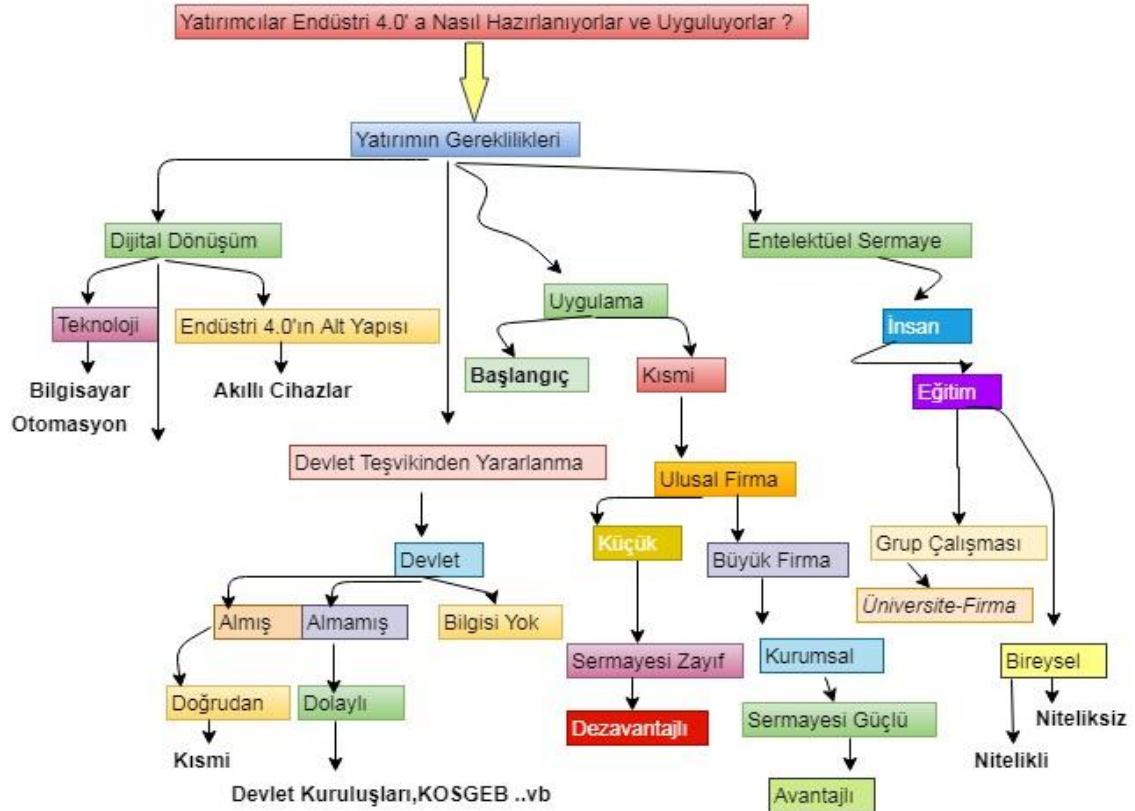 Yatırımcılar Endüstri 4.0' a Nasıl Hazırlanıyorlar ve Uyguluyorlar ?
Yatırımın Gereklilikleri
Dijital Dönüşüm
Entelektüel Sermaye
Uygulama
Teknoloji
Endüstri 4.0'ın Alt Yapısı
İnsan
Bilgisayar
Otomasyon
Akıllı Cihazlar
Başlangıç
Kısmi
Eğitim
Devlet Teşvikinden Yararlanma
Ulusal Firma
Küçük
Büyük Firma
Grup Çalışması
Devlet
Üniversite-Firma
Almış
Almamış
Bilgisi Yok
Sermayesi Zayıf
Kurumsal
Bireysel
Doğrudan
Dolaylı
Dezavantajlı
Sermayesi Güçlü
Niteliksiz
Kısmi
Nitelikli
Devlet Kuruluşları,KOSGEB ..vb
Avantajlı